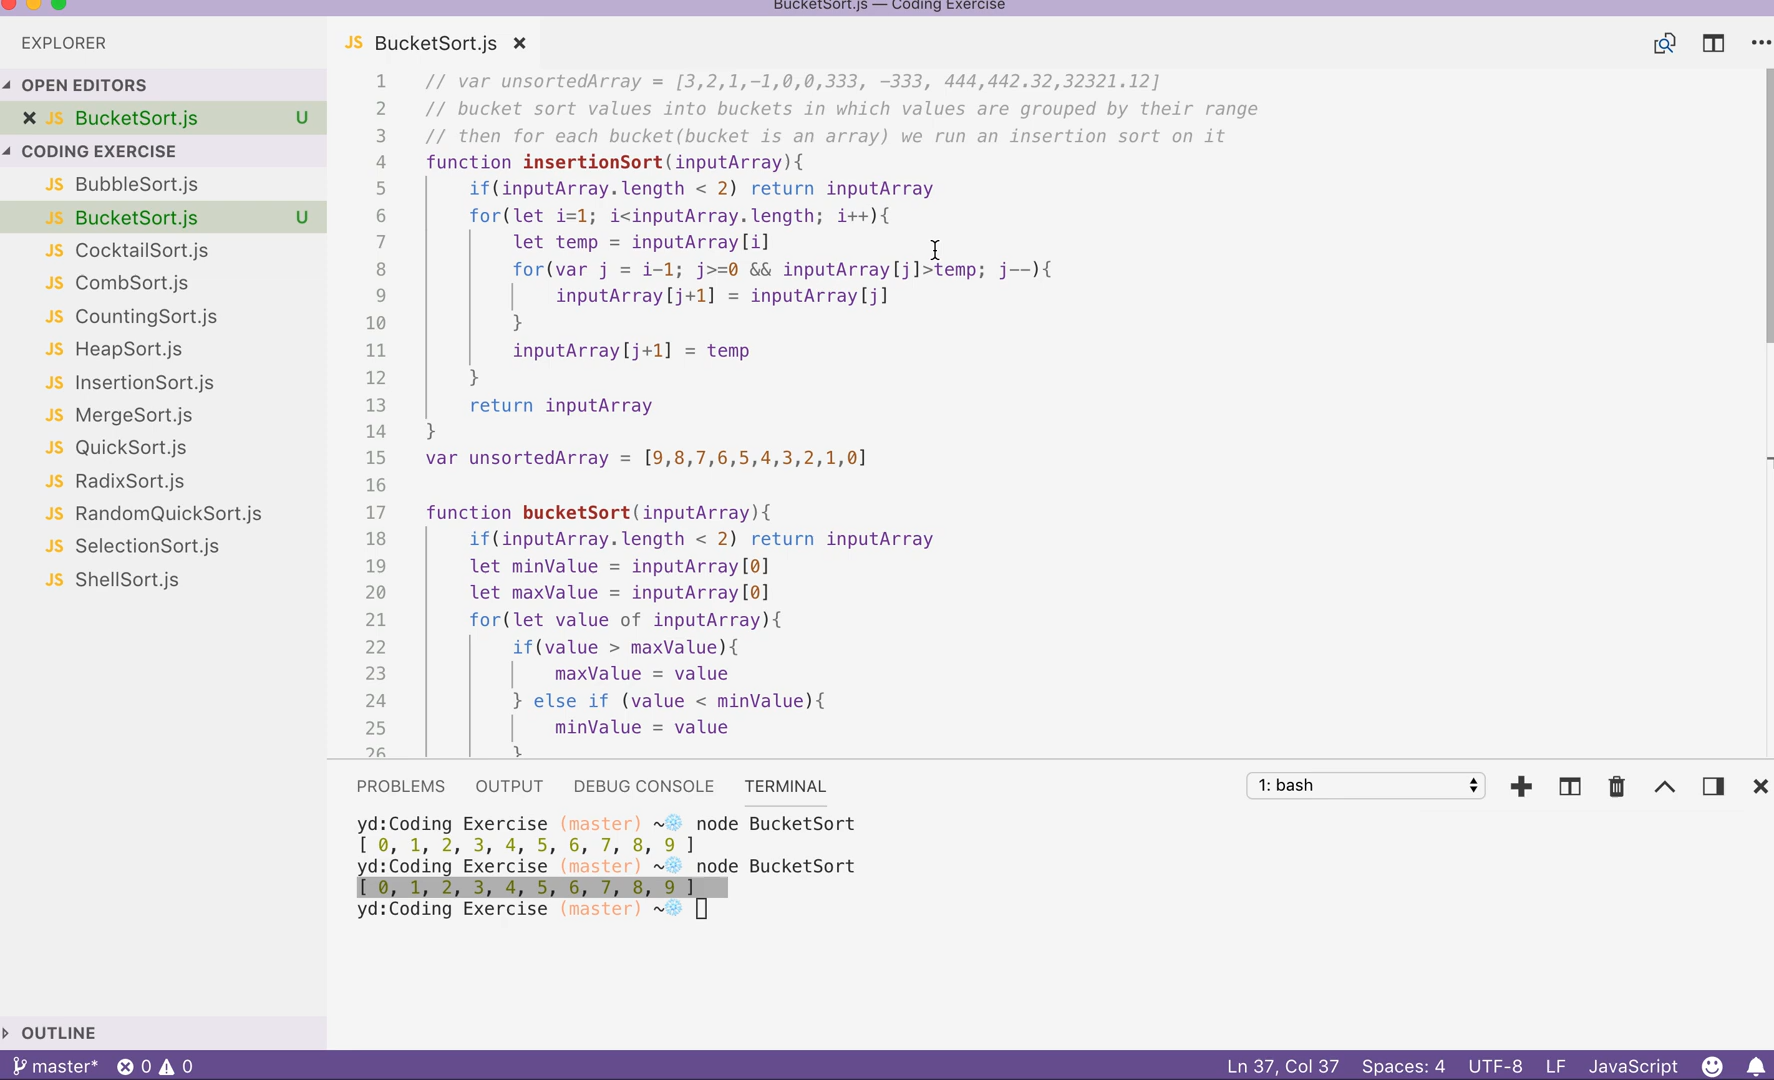 BucketSort.js — Coding Exercise
EXPLORER
OPEN EDITORS
JS BucketSort.js U
CODING EXERCISE
JS BubbleSort.js
JS BucketSort.js U
JS CocktailSort.js
JS CombSort.js
JS CountingSort.js
JS HeapSort.js
JS InsertionSort.js
JS MergeSort.js
JS QuickSort.js
JS RadixSort.js
JS RandomQuickSort.js
JS SelectionSort.js
JS ShellSort.js
OUTLINE
JS BucketSort.js
1 // var unsortedArray = [3,2,1,-1,0,0,333, -333, 444,442.32,32321.12]
2 // bucket sort values into buckets in which values are grouped by their range
3 // then for each bucket(bucket is an array) we run an insertion sort on it
4 function insertionSort(inputArray){
5 if(inputArray.length < 2) return inputArray
6 for(let i=1; i<inputArray.length; i++){
7 let temp = inputArray[i]
8 for(var j = i-1; j>=0 && inputArray[j]>temp; j--){
9 inputArray[j+1] = inputArray[j]
10 }
11 inputArray[j+1] = temp
12 }
13 return inputArray
14 }
15 var unsortedArray = [9,8,7,6,5,4,3,2,1,0]
16
17 function bucketSort(inputArray){
18 if(inputArray.length < 2) return inputArray
19 let minValue = inputArray[0]
20 let maxValue = inputArray[0]
21 for(let value of inputArray){
22 if(value > maxValue){
23 maxValue = value
24 } else if (value < minValue){
25 minValue = value
26 }
PROBLEMS OUTPUT DEBUG CONSOLE TERMINAL 1: bash
yd:Coding Exercise (master) ~ node BucketSort
[ 0, 1, 2, 3, 4, 5, 6, 7, 8, 9 ]
yd:Coding Exercise (master) ~ node BucketSort
[ 0, 1, 2, 3, 4, 5, 6, 7, 8, 9 ]
yd:Coding Exercise (master) ~
master* 0 0 Ln 37, Col 37 Spaces: 4 UTF-8 LF JavaScript